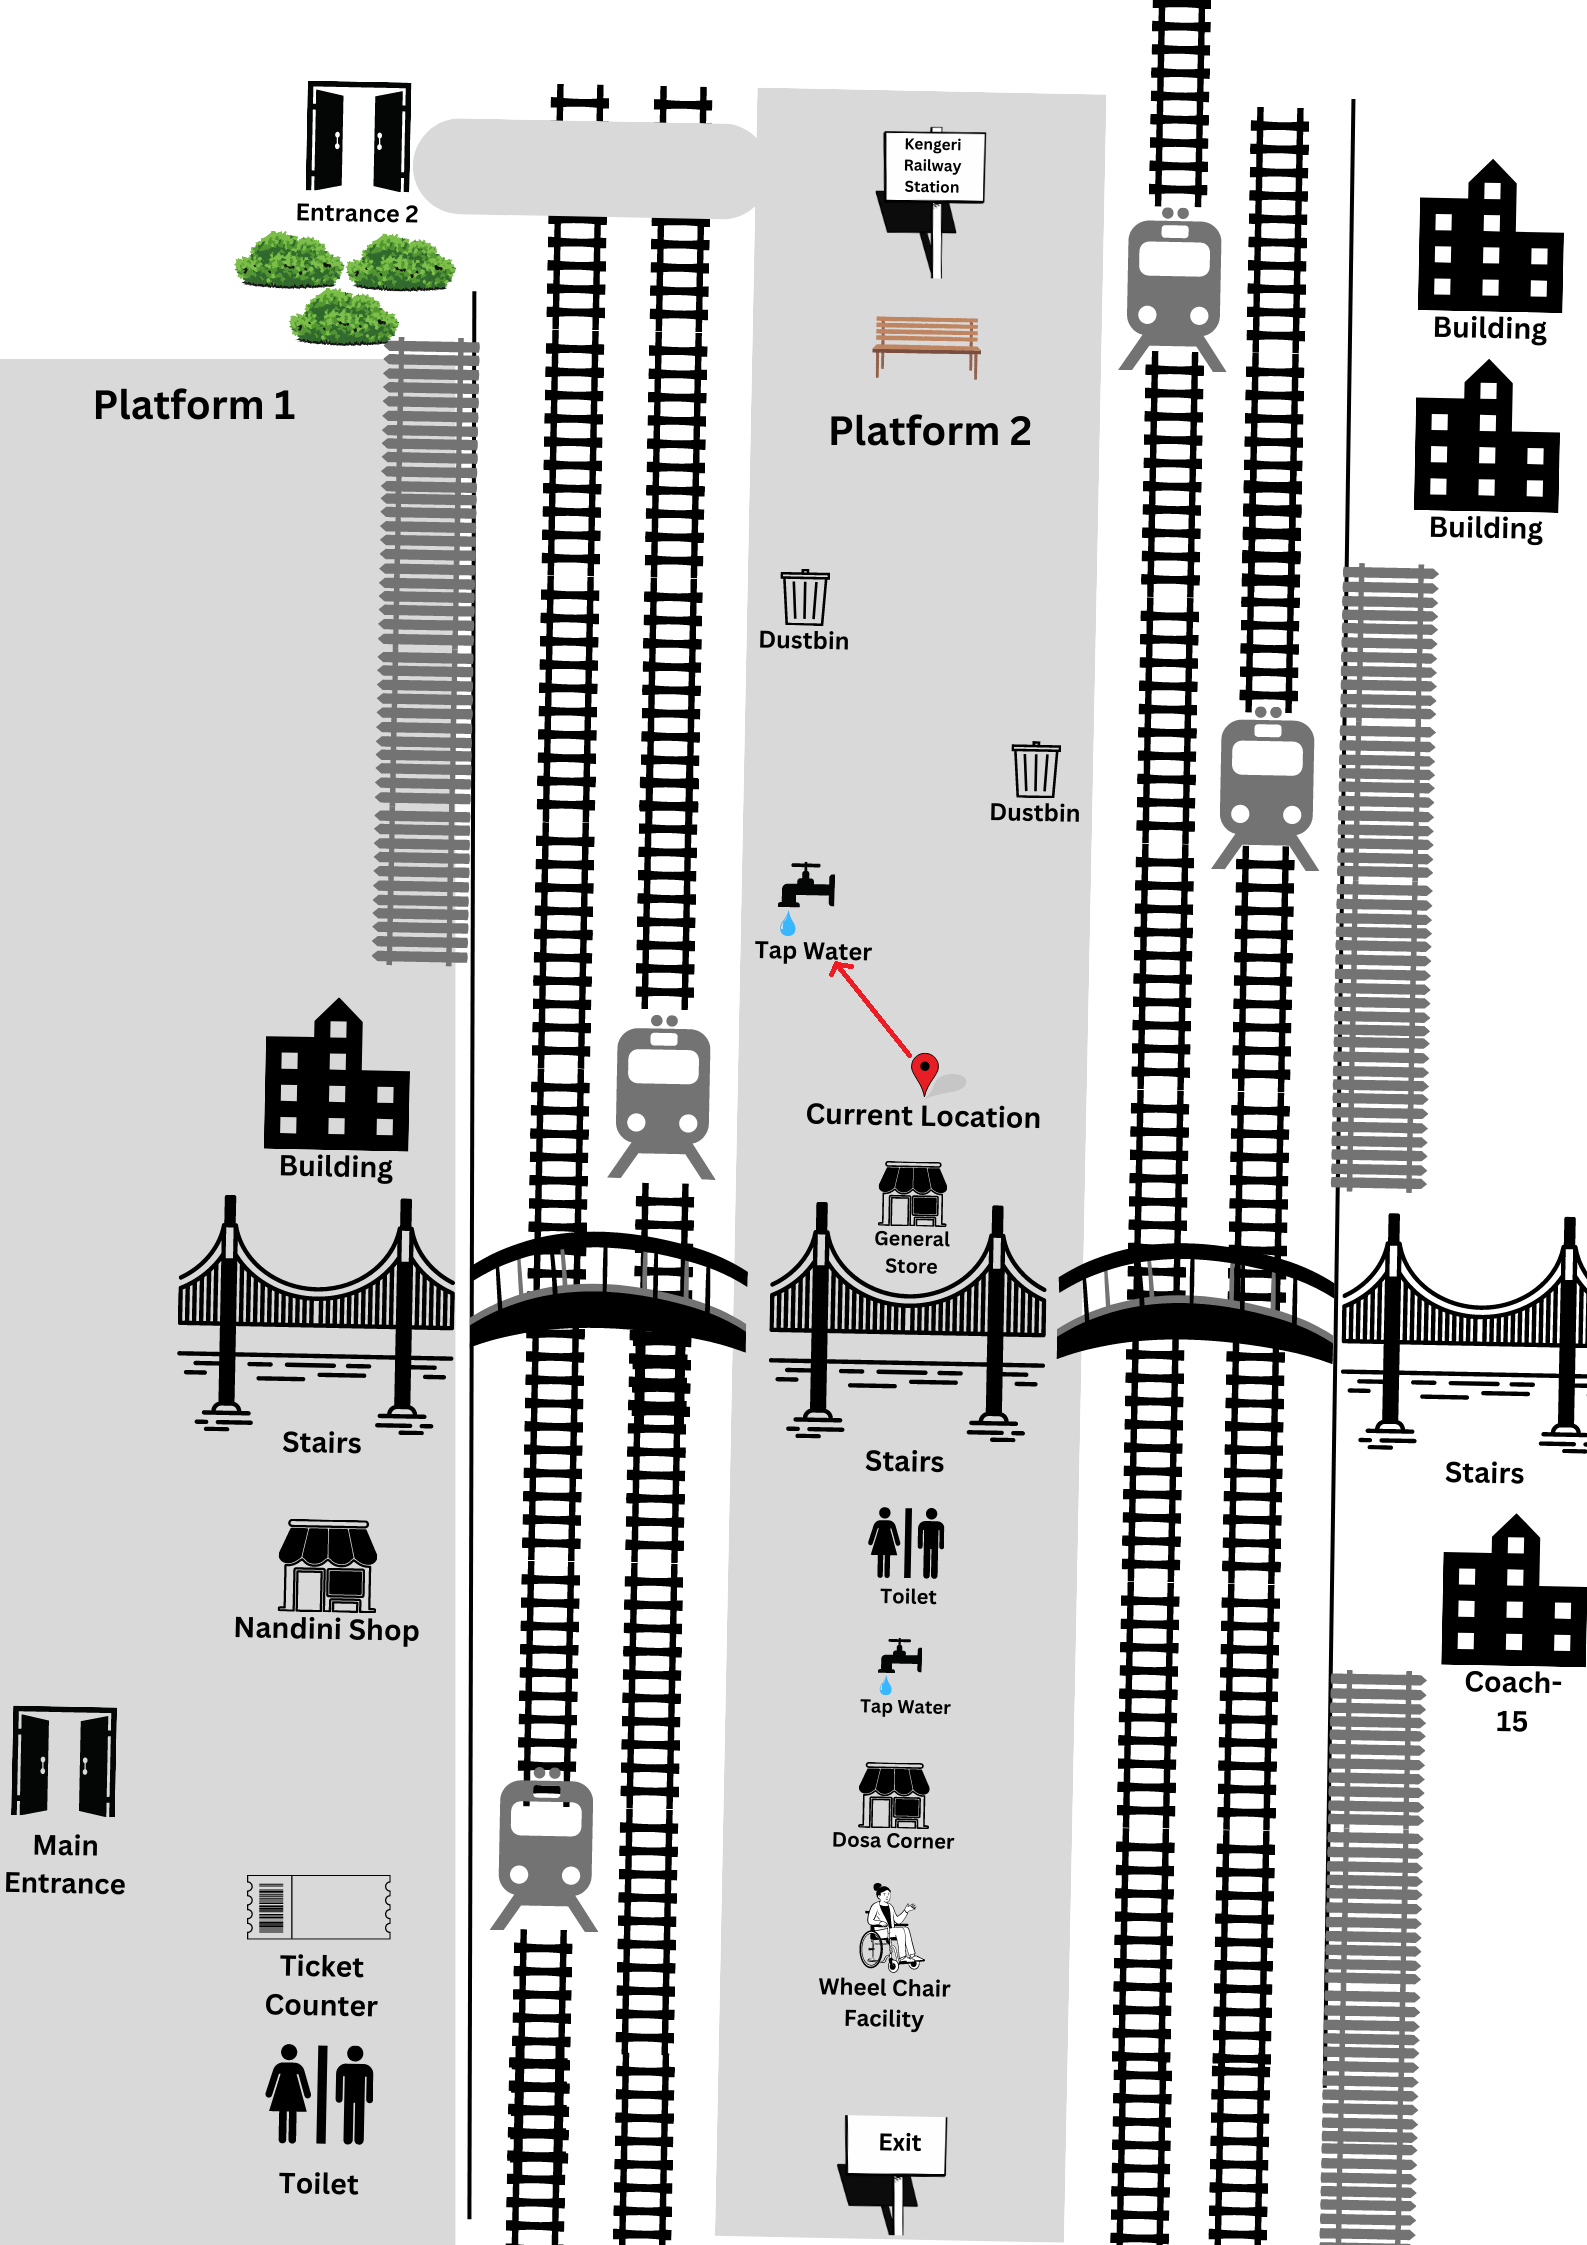 Kengeri
Railway
Station
Entrance 2
Building
Platform 1
Platform 2
Building
Dustbin
Dustbin
Tap Water
Current Location
Building
General
Store
Stairs
Stairs
Stairs
Toilet
Nandini Shop
Coach-
15
Tap Water
Main
Entrance
Dosa Corner
Ticket
Counter
Wheel Chair
Facility
Exit
Toilet